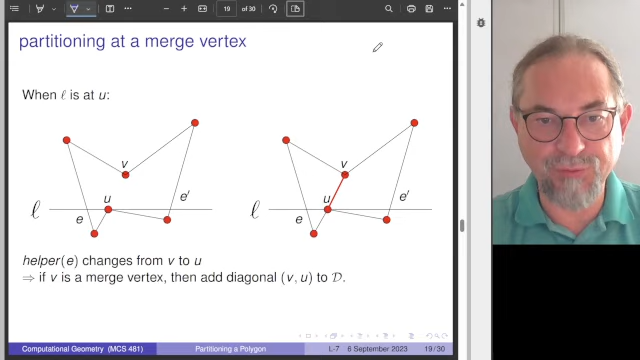 19 of 30
partitioning at a merge vertex
When ℓ is at u:
v
u
e′
ℓ
e
v
u
e′
ℓ
e
helper(e) changes from v to u
⇒ if v is a merge vertex, then add diagonal (v, u) to 𝒟.
Computational Geometry (MCS 481) Partitioning a Polygon L-7 6 September 2023 19 / 30